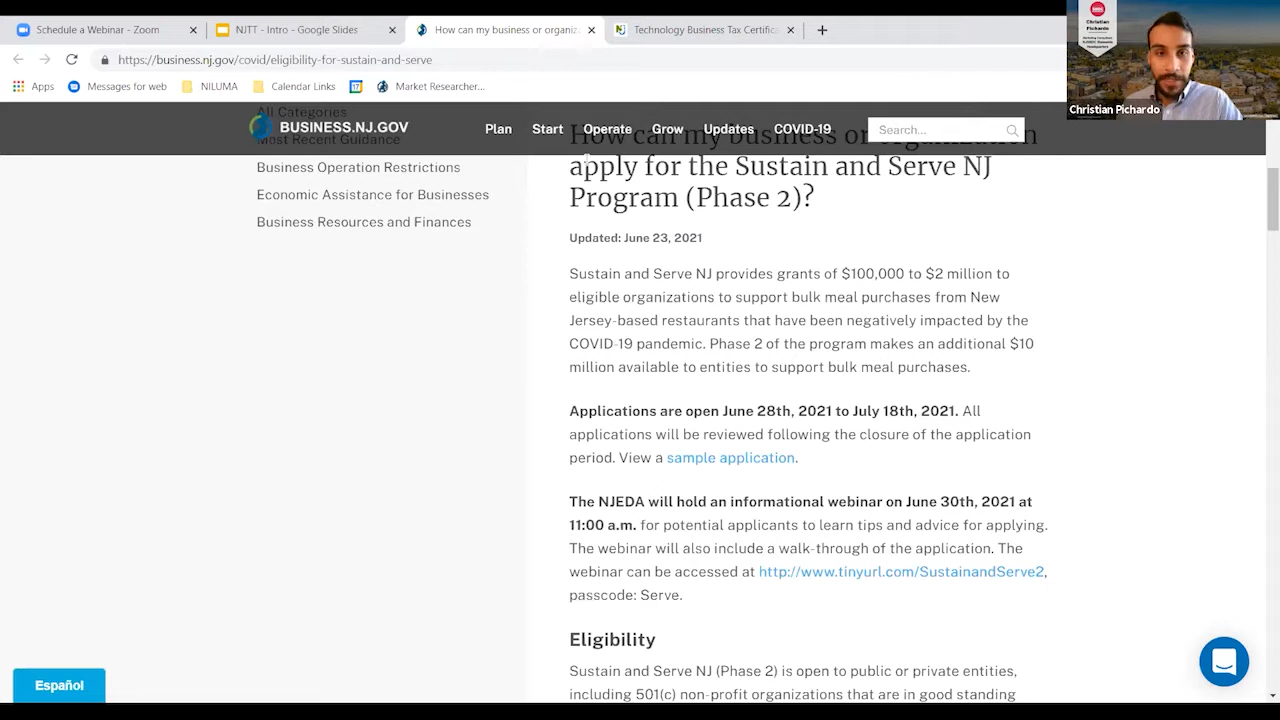 Schedule a Webinar - Zoom
NJTT - Intro - Google Slides
How can my business or organiz
Technology Business Tax Certifica
https://business.nj.gov/covid/eligibility-for-sustain-and-serve
Apps
Messages for web
NILUMA
Calendar Links
17
Market Researcher...
Christian
Pichardo
Christian Pichardo
All Categories
BUSINESS.NJ.GOV
Plan
Start
Operate
Grow
Updates
COVID-19
Search...
Most Recent Guidance
Business Operation Restrictions
Economic Assistance for Businesses
Business Resources and Finances
How can my business or organization
apply for the Sustain and Serve NJ
Program (Phase 2)?
Updated: June 23, 2021
Sustain and Serve NJ provides grants of $100,000 to $2 million to
eligible organizations to support bulk meal purchases from New
Jersey-based restaurants that have been negatively impacted by the
COVID-19 pandemic. Phase 2 of the program makes an additional $10
million available to entities to support bulk meal purchases.
Applications are open June 28th, 2021 to July 18th, 2021. All
applications will be reviewed following the closure of the application
period. View a sample application.
The NJEDA will hold an informational webinar on June 30th, 2021 at
11:00 a.m. for potential applicants to learn tips and advice for applying.
The webinar will also include a walk-through of the application. The
webinar can be accessed at http://www.tinyurl.com/SustainandServe2,
passcode: Serve.
Eligibility
Sustain and Serve NJ (Phase 2) is open to public or private entities,
including 501(c) non-profit organizations that are in good standing
Español